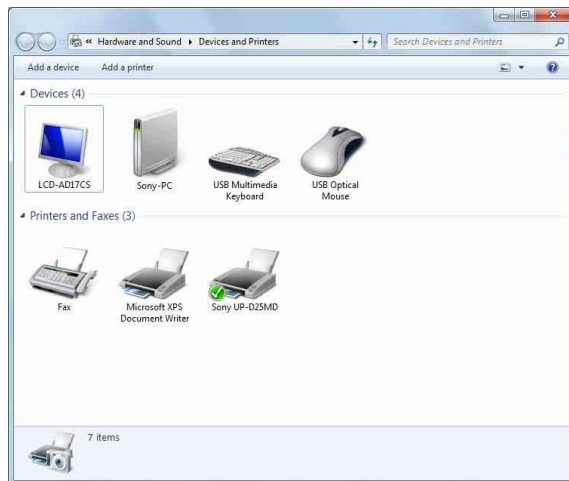 « Hardware and Sound ▸ Devices and Printers
Search Devices and Printers
Add a device Add a printer
Devices (4)
LCD-AD17CS
Sony-PC
USB Multimedia
Keyboard
USB Optical
Mouse
Printers and Faxes (3)
Fax
Microsoft XPS
Document Writer
Sony UP-D25MD
7 items